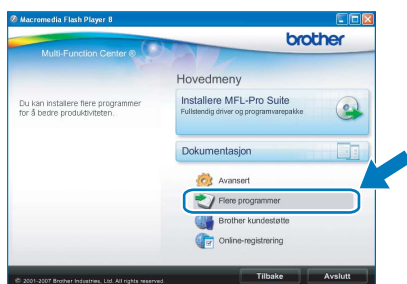 Macromedia Flash Player 8
brother
Multi-Function Center ®
Hovedmeny
Du kan installere flere programmer
for å bedre produktiviteten.
Installere MFL-Pro Suite
Fullstendig driver og programvarepakke
Dokumentasjon
Avansert
Flere programmer
Brother kundestøtte
Online-registrering
© 2001-2007 Brother Industries, Ltd. All rights reserved.
Tilbake
Avslutt